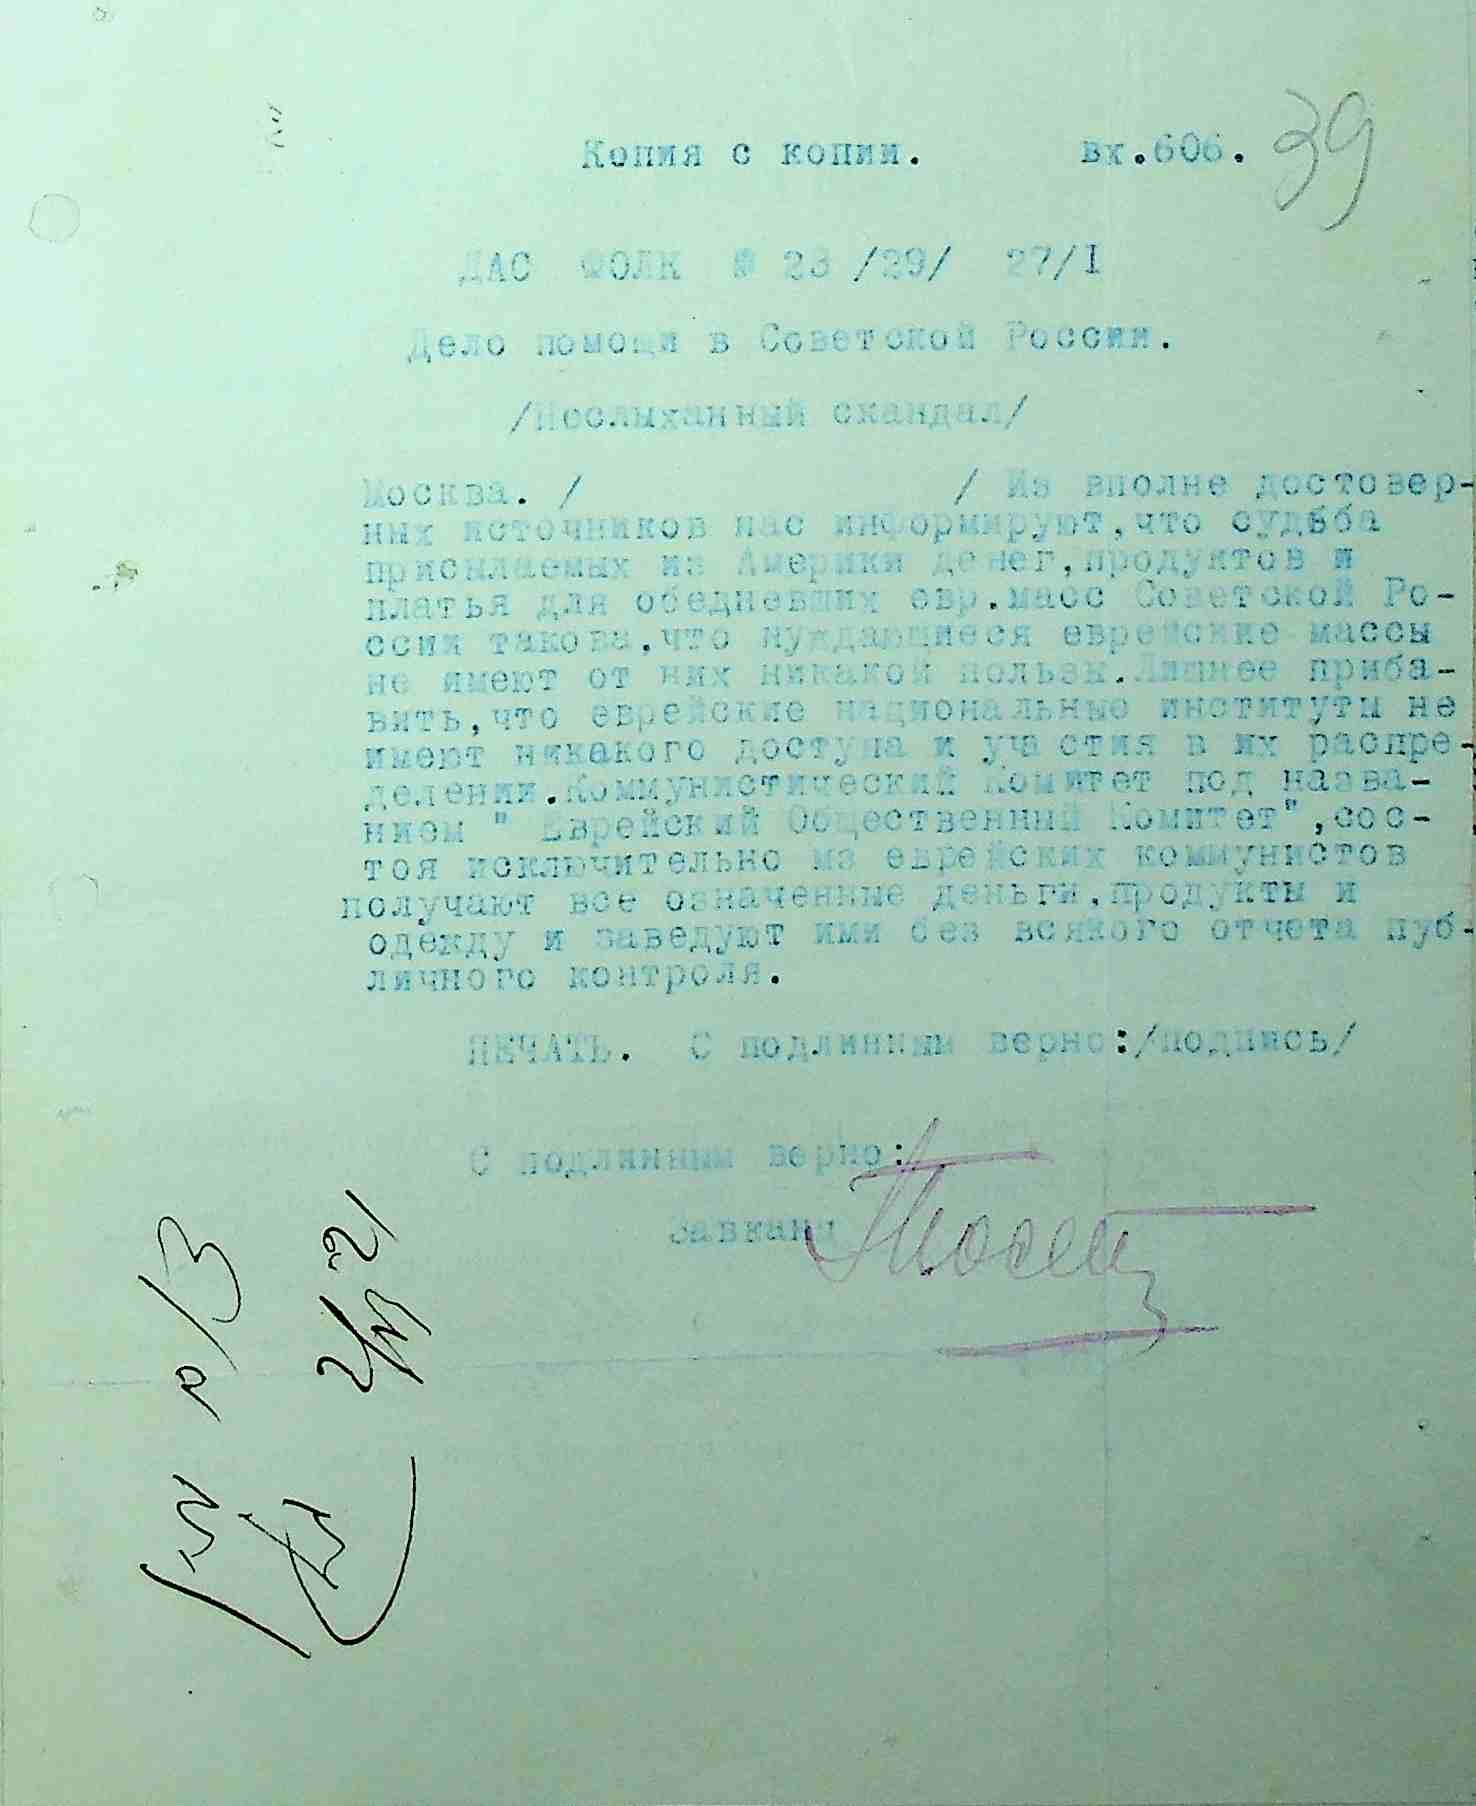 Копия с копии. вх.606. 39
ДАС ФОЛК № 23 /29/ 27/I
Дело помощи в Советской России.
/Неслыханный скандал/
Москва. / / Из вполне достовер-
ных источников нас информируют,что судьба
присылаемых из Америки денег,продуктов и
платья для обедневших евр.масс Советской Ро-
ссии такова,что нуждающиеся еврейские массы
не имеют от них никакой пользы.Лишнее приба-
вить,что еврейские национальные институты не
имеют никакого доступа и участия в их распре-
делении.Коммунистический Комитет под назва-
нием " Еврейский Общественный Комитет",сос-
тоя исключительно из еврейских коммунистов
получают все означенные деньги,продукты и
одежду и заведуют ими без всякого отчета пуб-
личного контроля.
ПЕЧАТЬ. С подлинным верно:/подпись/
С подлинным верно:
Завканц